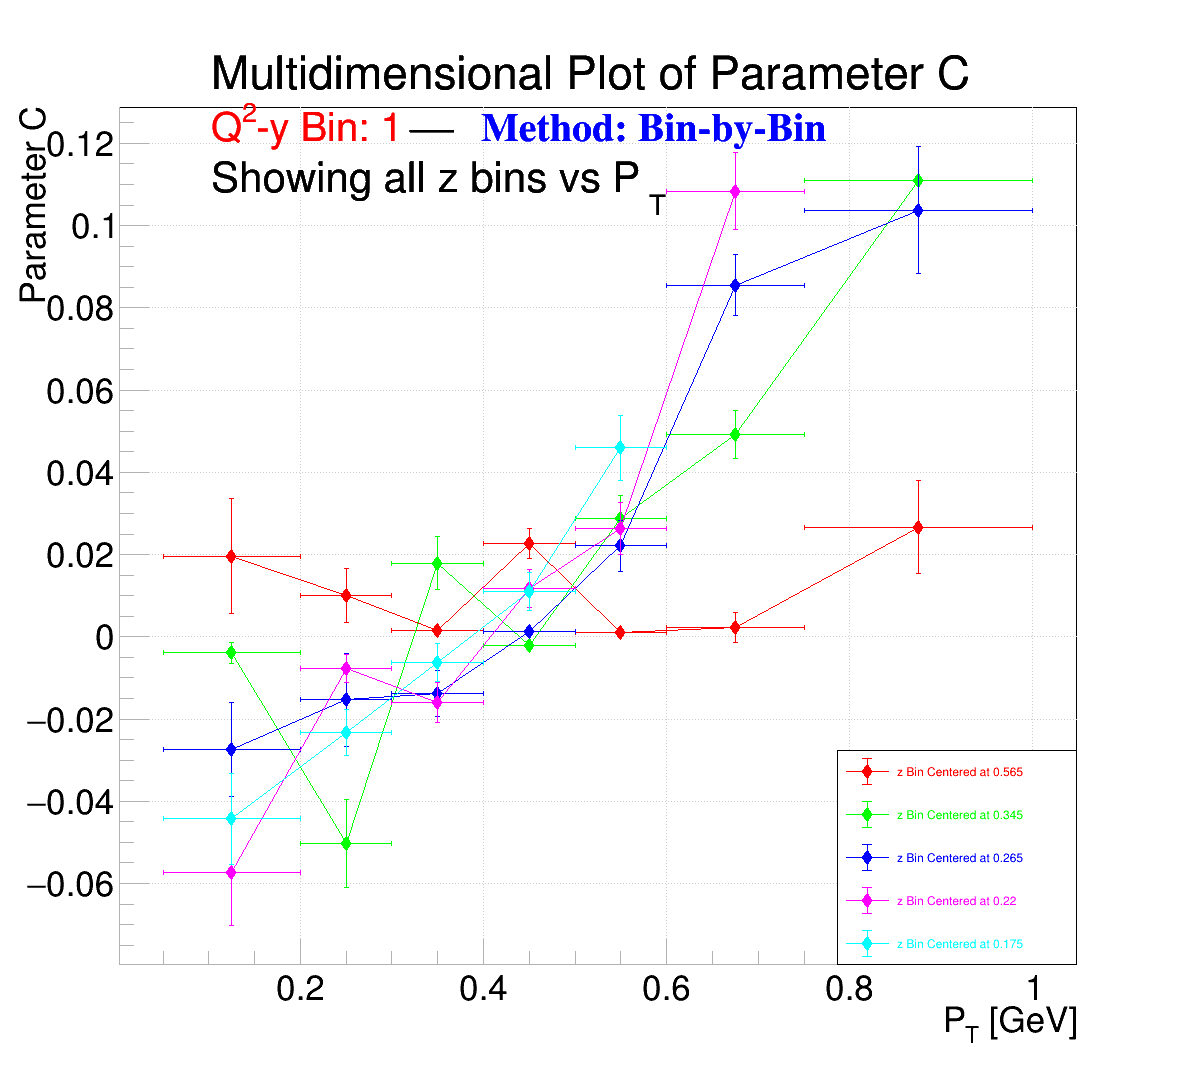 Multidimensional Plot of Parameter C
Q²-y Bin: 1 — Method: Bin-by-Bin
Showing all z bins vs P T
Parameter C
0.12
0.1
0.08
0.06
0.04
0.02
0
−0.02
−0.04
−0.06
0.2 0.4 0.6 0.8 1
P_T [GeV]
z Bin Centered at 0.565
z Bin Centered at 0.345
z Bin Centered at 0.265
z Bin Centered at 0.22
z Bin Centered at 0.175